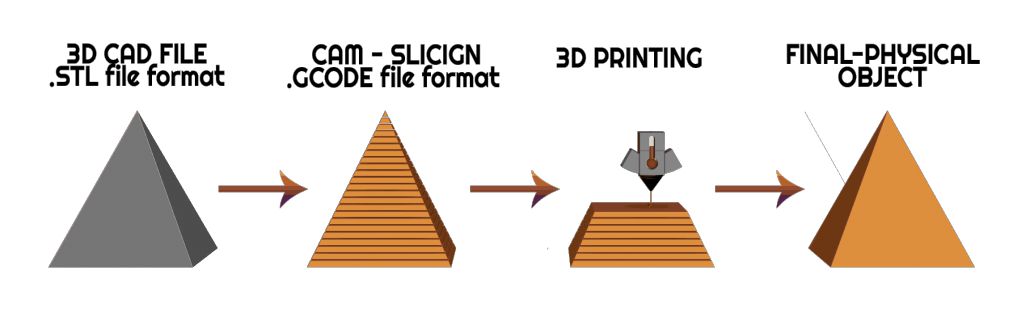 3D CAD FILE
.STL file format
CAM - SLICIGN
.GCODE file format
3D PRINTING
FINAL-PHYSICAL
OBJECT